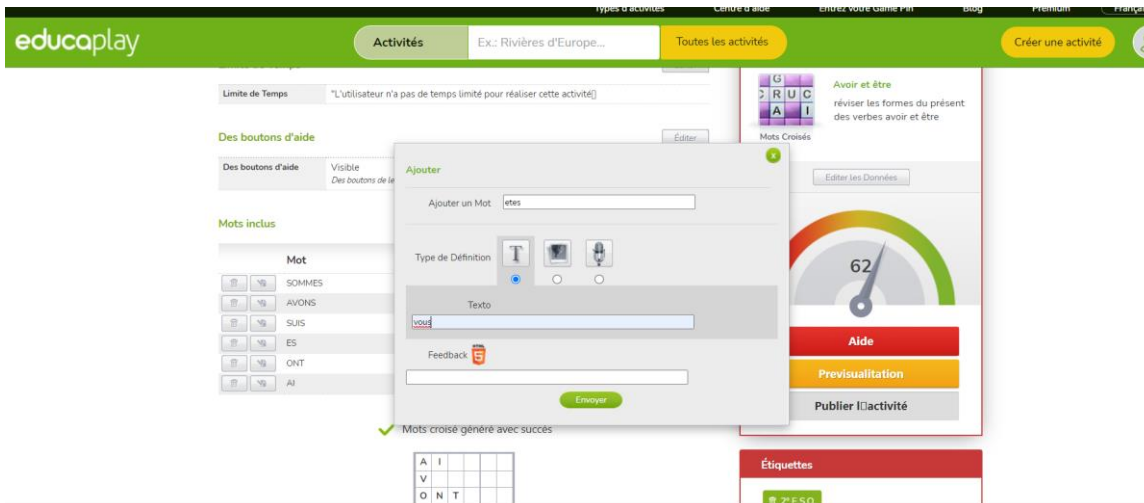 Types d'activités Centre d'aide Entrez votre Game Pin Blog Premium Françai
educaplay Activités Ex.: Rivières d'Europe... Toutes les activités Créer une activité
Limite de Temps "L'utilisateur n'a pas de temps limité pour réaliser cette activité▯
Des boutons d'aide Éditer
Des boutons d'aide Visible
Des boutons de le
Mots inclus
Mot
SOMMES
AVONS
SUIS
ES
ONT
AI
Ajouter
x
Ajouter un Mot etes
Type de Définition T
Texto
vous
Feedback HTML 5
Envoyer
Mots croisé généré avec succès
A I
V
O N T
G
C R U C
A I
Mots Croisés
Avoir et être
réviser les formes du présent
des verbes avoir et être
Editer les Données
62
Aide
Previsualitation
Publier l▯activité
Étiquettes
2º E.S.O.